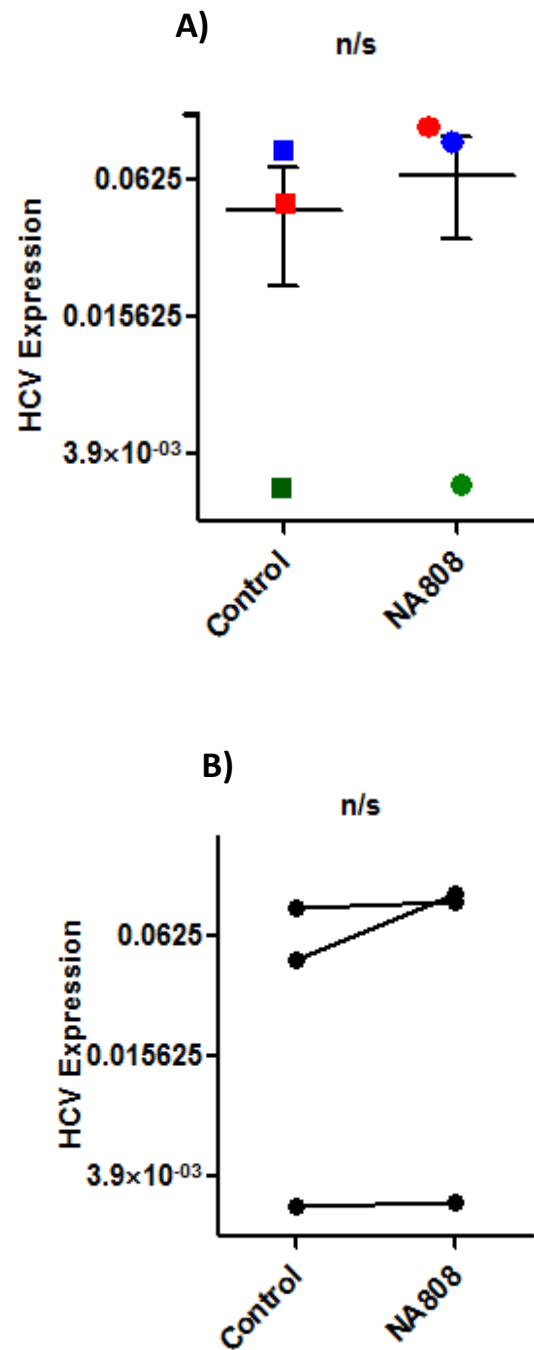 A)
n/s
HCV Expression
0.0625
0.015625
3.9×10⁻⁰³
Control
NA808
B)
n/s
HCV Expression
0.0625
0.015625
3.9×10⁻⁰³
Control
NA808